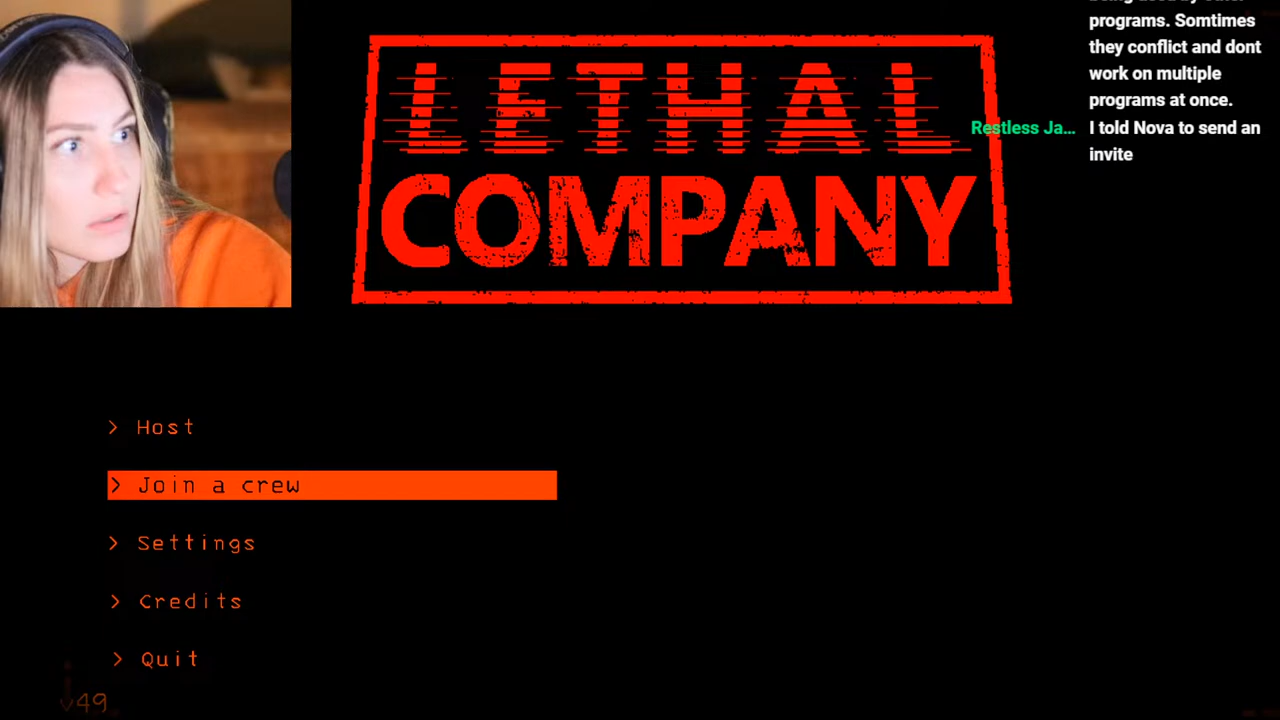 LETHAL
COMPANY
> Host
> Join a crew
> Settings
> Credits
> Quit
v49
programs. Somtimes
they conflict and dont
work on multiple
programs at once.
Restless Ja... I told Nova to send an
invite